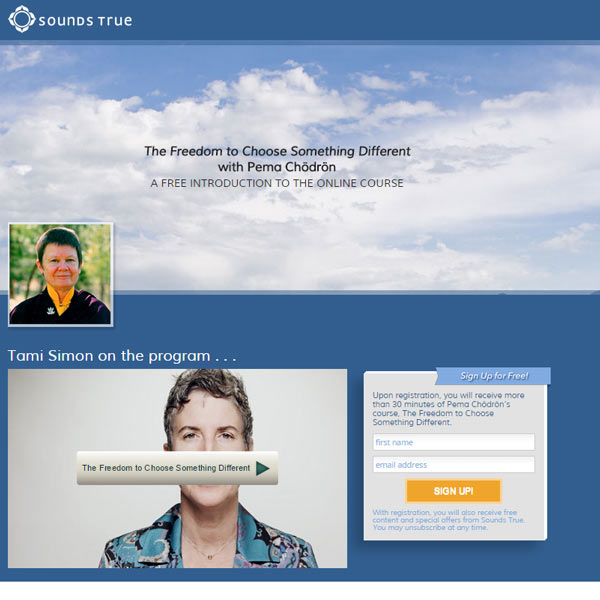 SOUNDS TRUE
The Freedom to Choose Something Different
with Pema Chödrön
A FREE INTRODUCTION TO THE ONLINE COURSE
Tami Simon on the program . . .
The Freedom to Choose Something Different
Sign Up for Free!
Upon registration, you will receive more
than 30 minutes of Pema Chödrön's
course, The Freedom to Choose
Something Different.
first name
email address
SIGN UP!
With registration, you will also receive free
content and special offers from Sounds True.
You may unsubscribe at any time.